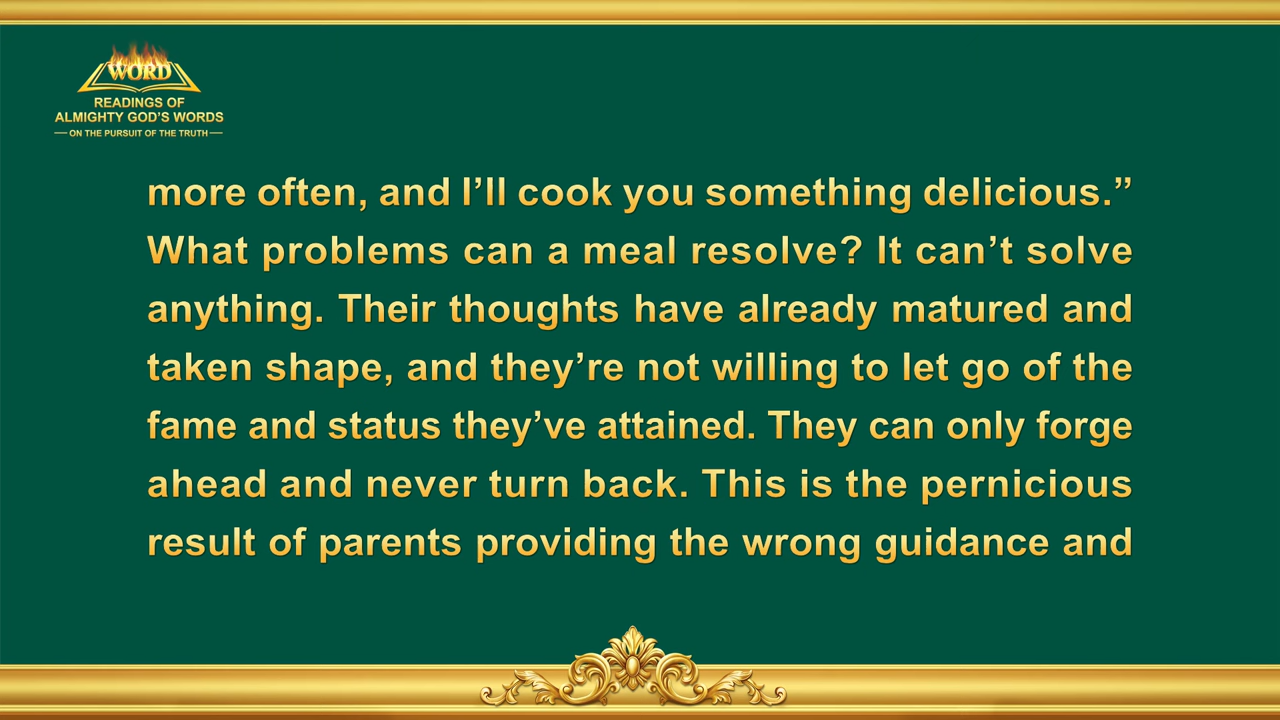 WORD
READINGS OF
ALMIGHTY GOD'S WORDS
— ON THE PURSUIT OF THE TRUTH —
more often, and I’ll cook you something delicious.”
What problems can a meal resolve? It can’t solve
anything. Their thoughts have already matured and
taken shape, and they’re not willing to let go of the
fame and status they’ve attained. They can only forge
ahead and never turn back. This is the pernicious
result of parents providing the wrong guidance and